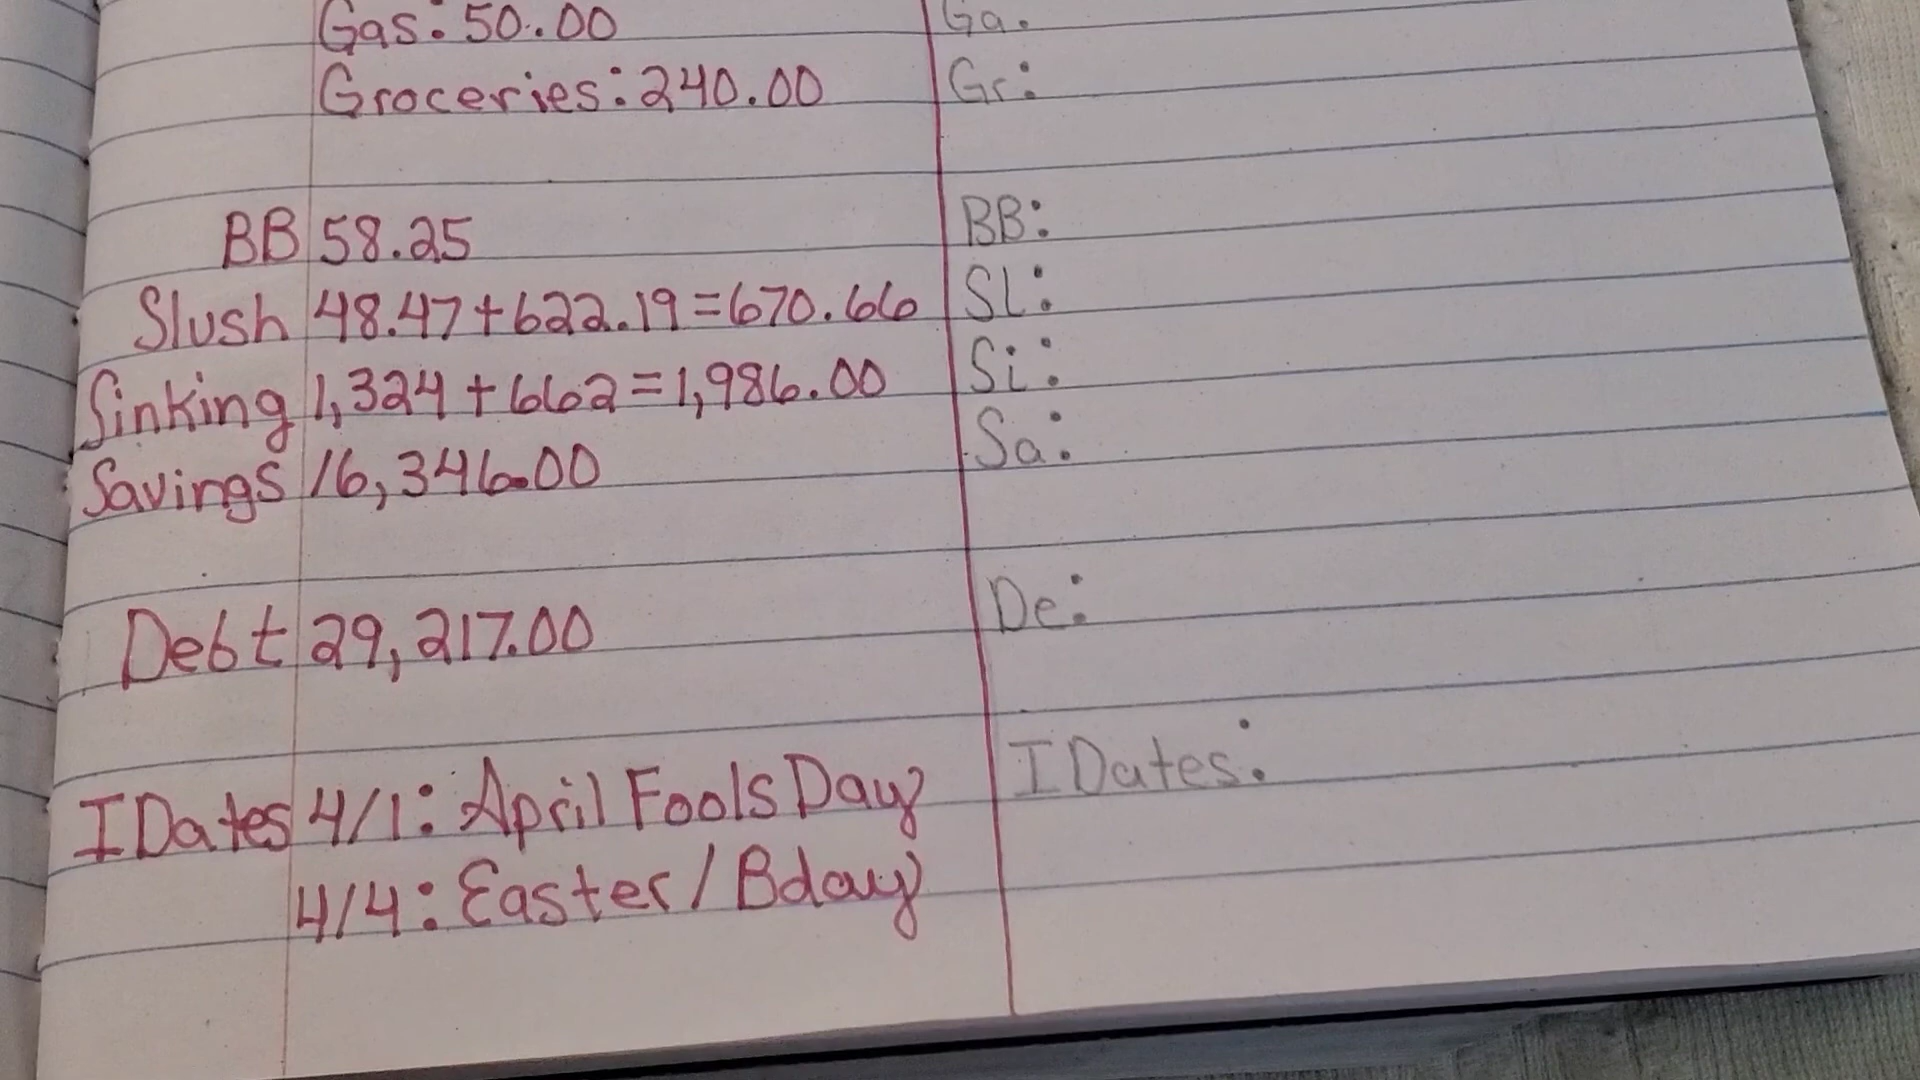 Gas: 50.00
Ga.
Groceries: 240.00
Gr:
BB 58.25
BB:
Slush 48.47+622.19=670.66
Sl:
Sinking 1,324+662=1,986.00
Si:
Savings 16,346.00
Sa:
Debt 29,217.00
De:
IDates 4/1: April Fools Day
IDates:
4/4: Easter/Bday